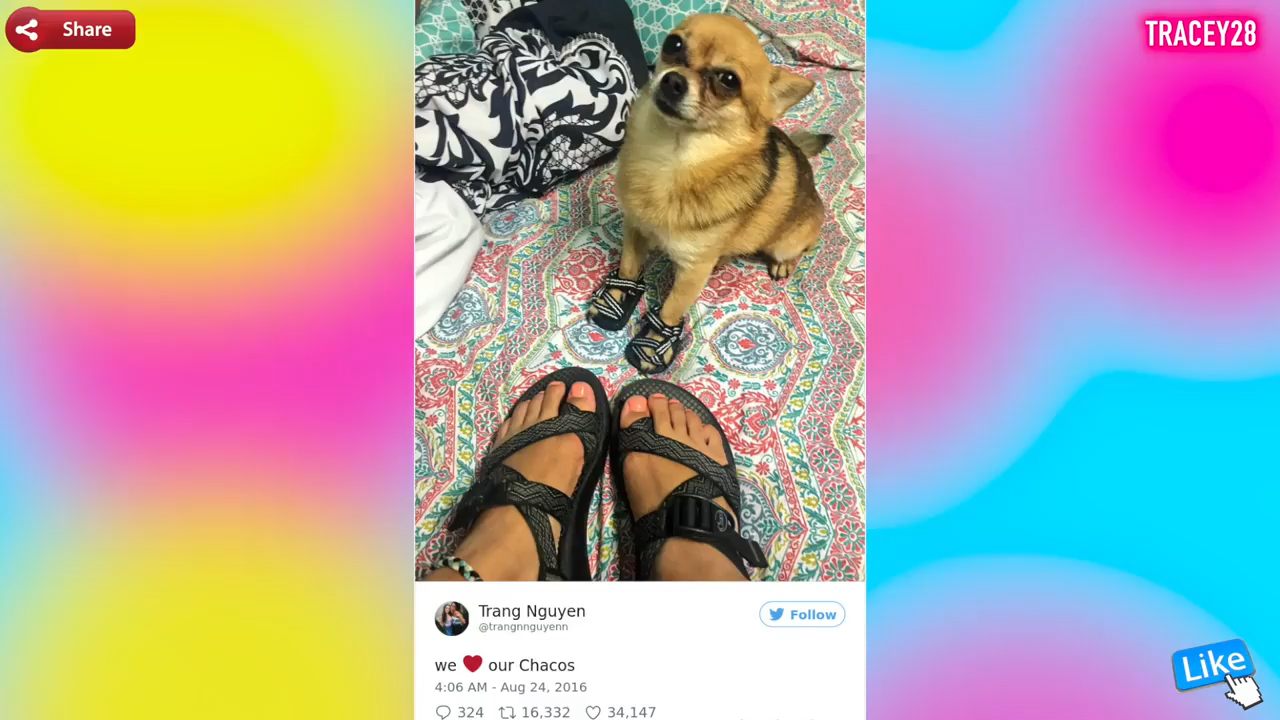 Share
TRACEY28
Trang Nguyen
@trangnnguyenn
Follow
we ❤ our Chacos
4:06 AM - Aug 24, 2016
324 16,332 34,147
Like